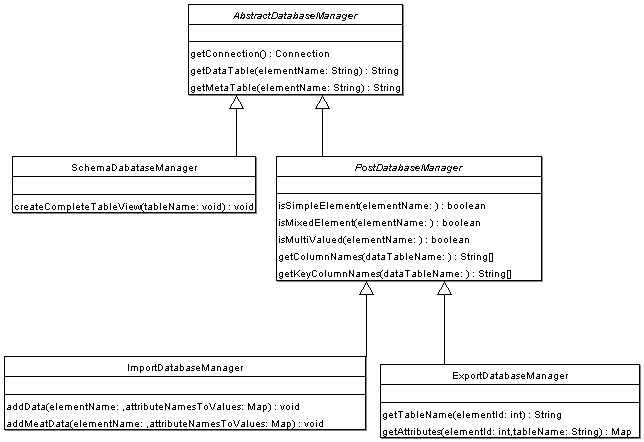 AbstractDatabaseManager
getConnection() : Connection
getDataTable(elementName: String) : String
getMetaTable(elementName: String) : String
SchemaDabataseManager
createCompleteTableView(tableName: void) : void
PostDatabaseManager
isSimpleElement(elementName: ) : boolean
isMixedElement(elementName: ) : boolean
isMultiValued(elementName: ) : boolean
getColumnNames(dataTableName: ) : String[]
getKeyColumnNames(dataTableName: ) : String[]
ImportDatabaseManager
addData(elementName: ,attributeNamesToValues: Map) : void
addMeatData(elementName: ,attributeNamesToValues: Map) : void
ExportDatabaseManager
getTableName(elementId: int) : String
getAttributes(elementId: int,tableName: String) : Map